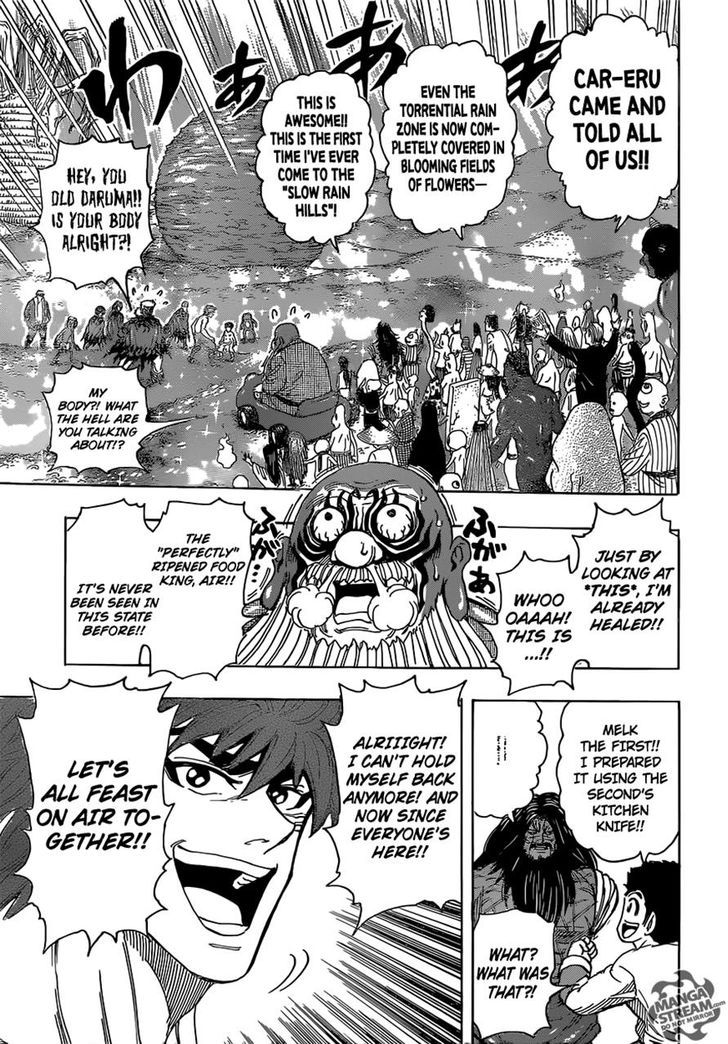 CAR-ERU
CAME AND
TOLD ALL
OF US!!
EVEN THE
TORRENTIAL RAIN
ZONE IS NOW COM-
PLETELY COVERED IN
BLOOMING FIELDS
OF FLOWERS—
THIS IS
AWESOME!!
THIS IS THE FIRST
TIME I'VE EVER
COME TO THE
"SLOW RAIN
HILLS"!
わぁあぁ
HEY, YOU
OLD DARUMA!!
IS YOUR BODY
ALRIGHT?!
MY
BODY?! WHAT
THE HELL ARE
YOU TALKING
ABOUT!?
JUST BY
LOOKING AT
*THIS*, I'M
ALREADY
HEALED!!
WHOO
OAAAH!
THIS IS
...!!
ふがぁ
ふがぁ…
THE
"PERFECTLY"
RIPENED FOOD
KING, AIR!!
IT'S NEVER
BEEN SEEN IN
THIS STATE
BEFORE!!
MELK
THE FIRST!!
I PREPARED
IT USING THE
SECOND'S
KITCHEN
KNIFE!!
......!!
WHAT?
WHAT WAS
THAT?!
ALRIIIGHT!
I CAN'T HOLD
MYSELF BACK
ANYMORE! AND
NOW SINCE
EVERYONE'S
HERE!!
LET'S
ALL FEAST
ON AIR TO-
GETHER!!
MANGA
STREAM.com
DO NOT MIRROR